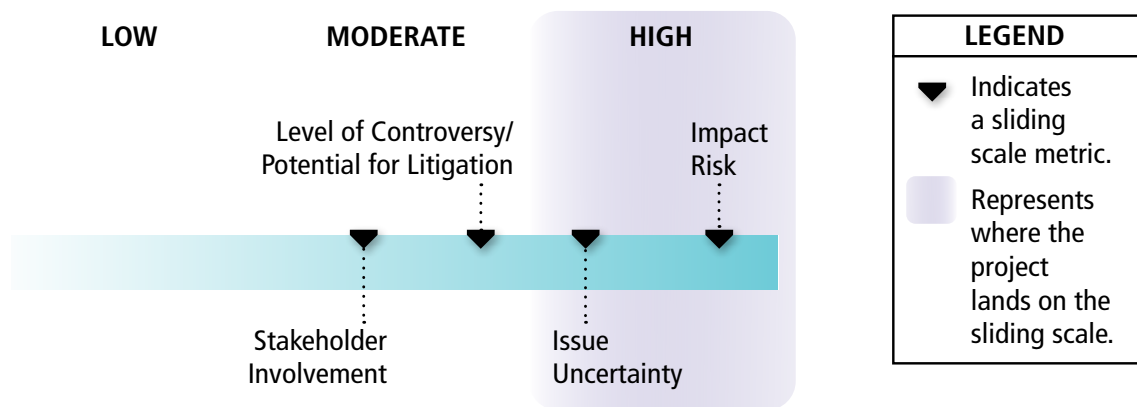 LOW
MODERATE
HIGH
Level of Controversy/
Potential for Litigation
Impact
Risk
Stakeholder
Involvement
Issue
Uncertainty
LEGEND
Indicates
a sliding
scale metric.
Represents
where the
project
lands on the
sliding scale.